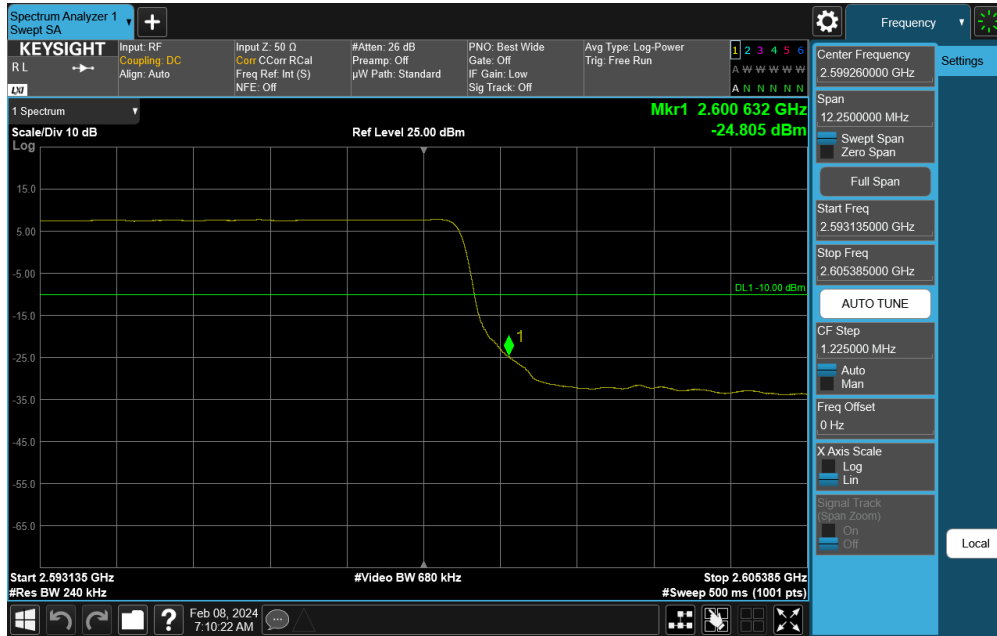 Spectrum Analyzer 1
Swept SA
+
Frequency
KEYSIGHT
R L
LXI
Input: RF
Coupling: DC
Align: Auto
Input Z: 50 Ω
Corr CCorr RCal
Freq Ref: Int (S)
NFE: Off
#Atten: 26 dB
Preamp: Off
µW Path: Standard
PNO: Best Wide
Gate: Off
IF Gain: Low
Sig Track: Off
Avg Type: Log-Power
Trig: Free Run
1 2 3 4 5 6
A W W W W W
A N N N N N
1 Spectrum
Scale/Div 10 dB
Log
Ref Level 25.00 dBm
Mkr1 2.600 632 GHz
-24.805 dBm
15.0
5.00
-5.00
-15.0
-25.0
-35.0
-45.0
-55.0
-65.0
DL1 -10.00 dBm
1
Start 2.593135 GHz
#Res BW 240 kHz
#Video BW 680 kHz
Stop 2.605385 GHz
#Sweep 500 ms (1001 pts)
Center Frequency
2.599260000 GHz
Span
12.2500000 MHz
Swept Span
Zero Span
Full Span
Start Freq
2.593135000 GHz
Stop Freq
2.605385000 GHz
AUTO TUNE
CF Step
1.225000 MHz
Auto
Man
Freq Offset
0 Hz
X Axis Scale
Log
Lin
Signal Track
(Span Zoom)
On
Off
Settings
Local
?
Feb 08, 2024
7:10:22 AM